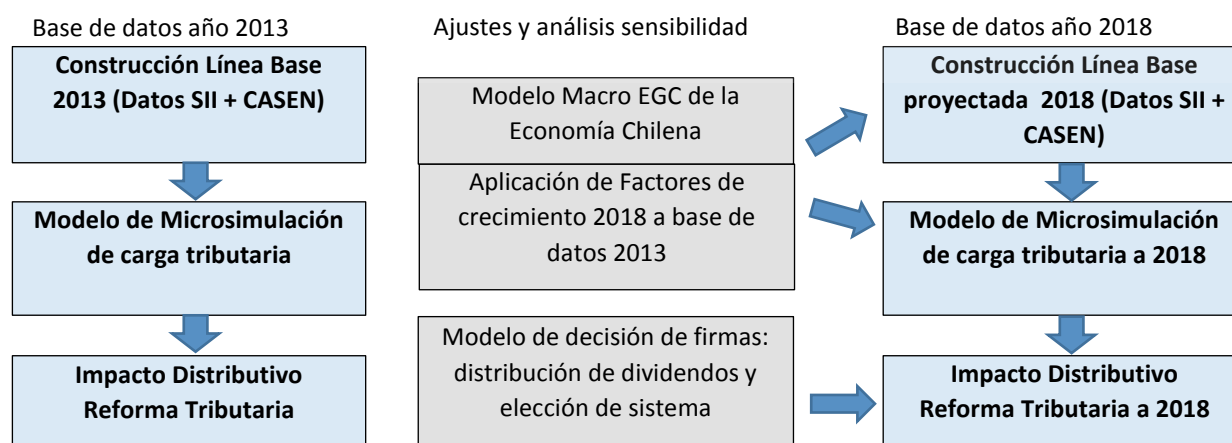 Base de datos año 2013
Construcción Línea Base
2013 (Datos SII + CASEN)
Modelo de Microsimulación
de carga tributaria
Impacto Distributivo
Reforma Tributaria
Ajustes y análisis sensibilidad
Modelo Macro EGC de la
Economía Chilena
Aplicación de Factores de
crecimiento 2018 a base de
datos 2013
Modelo de decisión de firmas:
distribución de dividendos y
elección de sistema
Base de datos año 2018
Construcción Línea Base
proyectada 2018 (Datos SII +
CASEN)
Modelo de Microsimulación
de carga tributaria a 2018
Impacto Distributivo
Reforma Tributaria a 2018